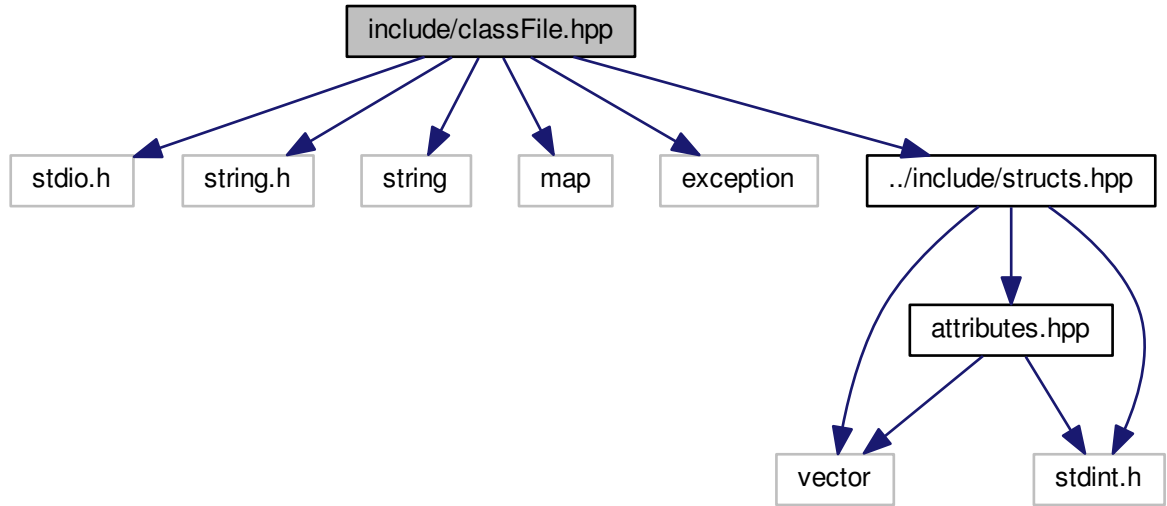 include/classFile.hpp
stdio.h
string.h
string
map
exception
../include/structs.hpp
attributes.hpp
vector
stdint.h